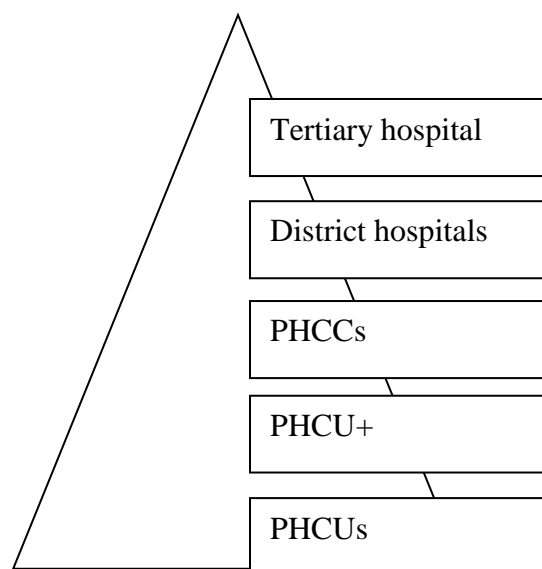 Tertiary hospital
District hospitals
PHCCs
PHCU+
PHCUs